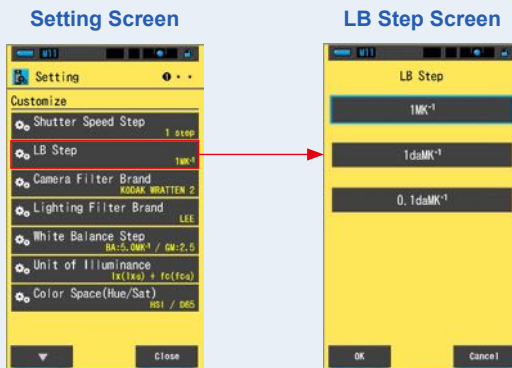 Setting Screen
LB Step Screen
M11
Setting
Customize
Shutter Speed Step
1 step
LB Step
1MK⁻¹
Camera Filter Brand
KODAK WRATTEN 2
Lighting Filter Brand
LEE
White Balance Step
BA:5.0MK⁻¹ / GM:2.5
Unit of Illuminance
lx(lxs) + fc(fcs)
Color Space(Hue/Sat)
HSI / D65
▼
Close
M11
LB Step
1MK⁻¹
1daMK⁻¹
0.1daMK⁻¹
OK
Cancel